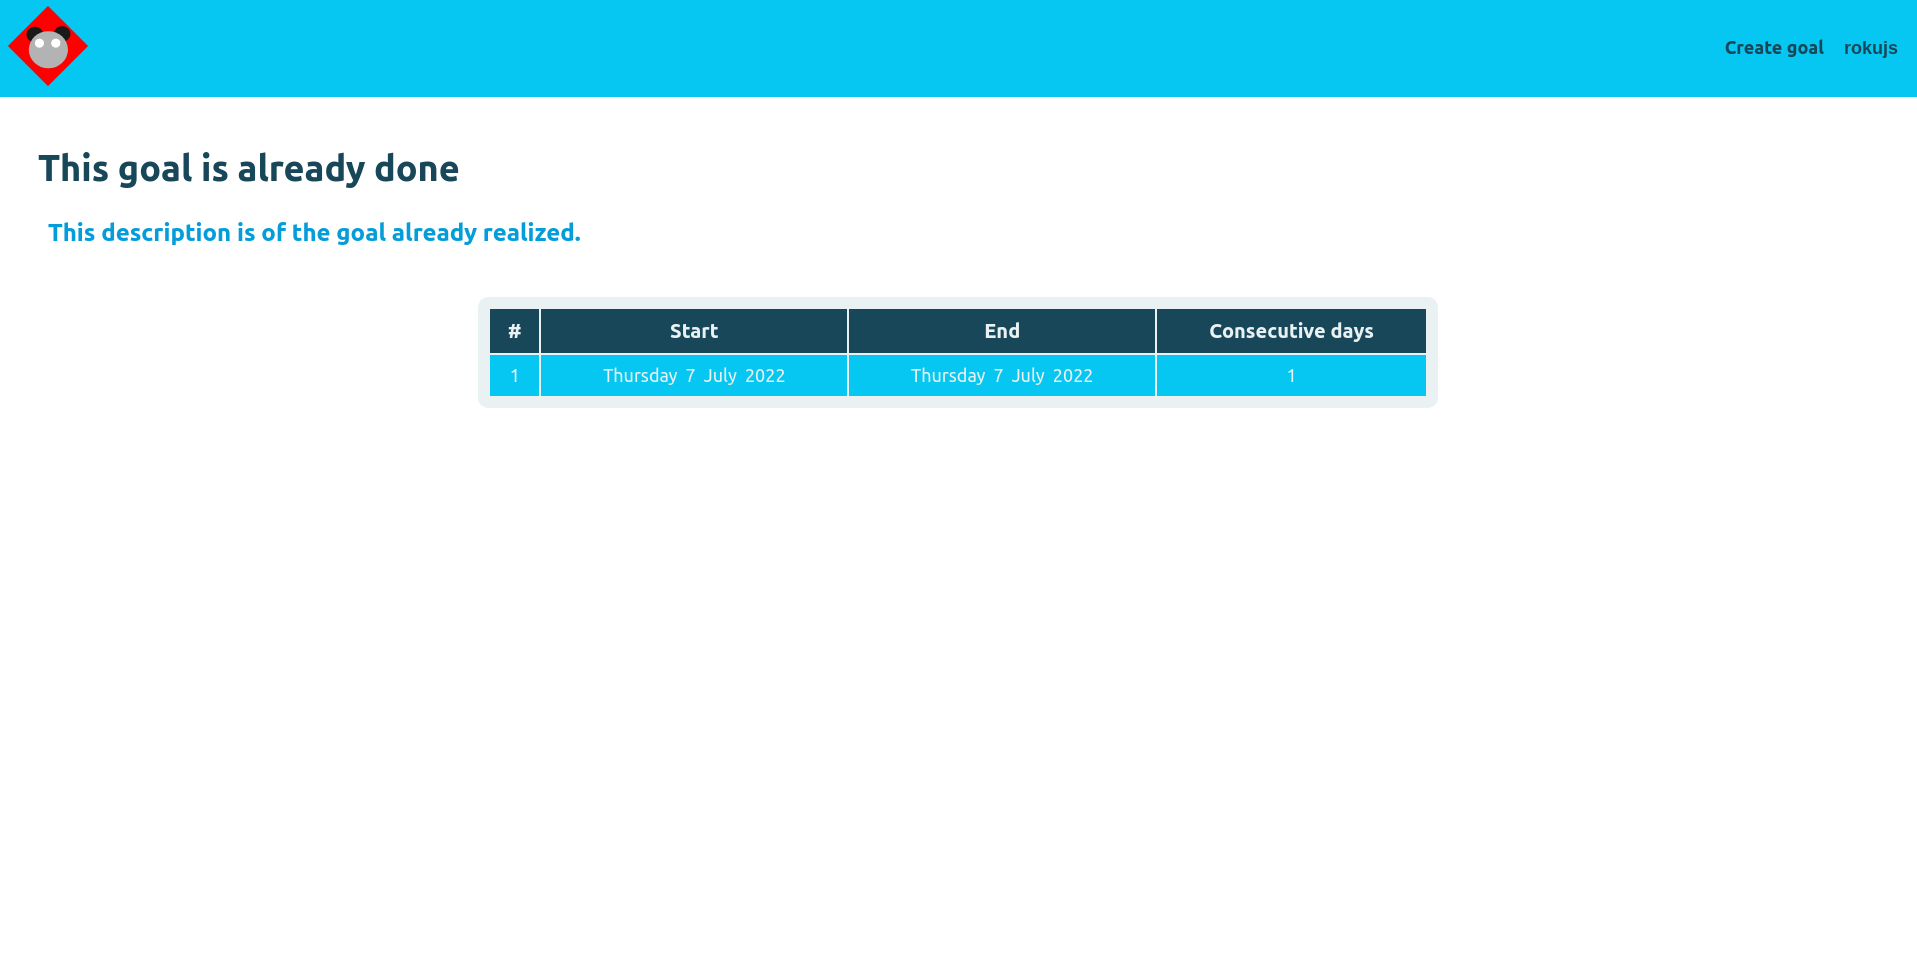 Create goal rokujs
This goal is already done
This description is of the goal already realized.
# Start End Consecutive days
1 Thursday 7 July 2022 Thursday 7 July 2022 1